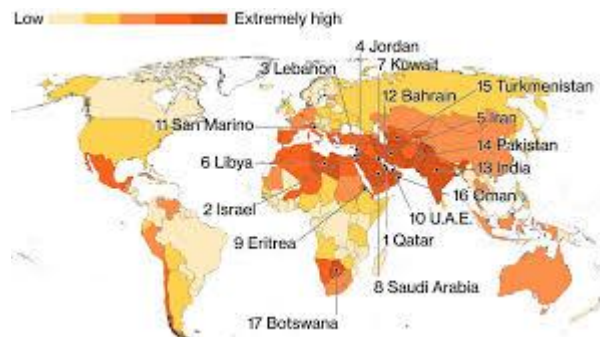 Low Extremely high
4 Jordan
7 Kuwait
3 Lebanon
15 Turkmenistan
12 Bahrain
5 Iran
11 San Marino
14 Pakistan
6 Libya
13 India
16 Oman
2 Israel
10 U.A.E.
9 Eritrea
1 Qatar
8 Saudi Arabia
17 Botswana